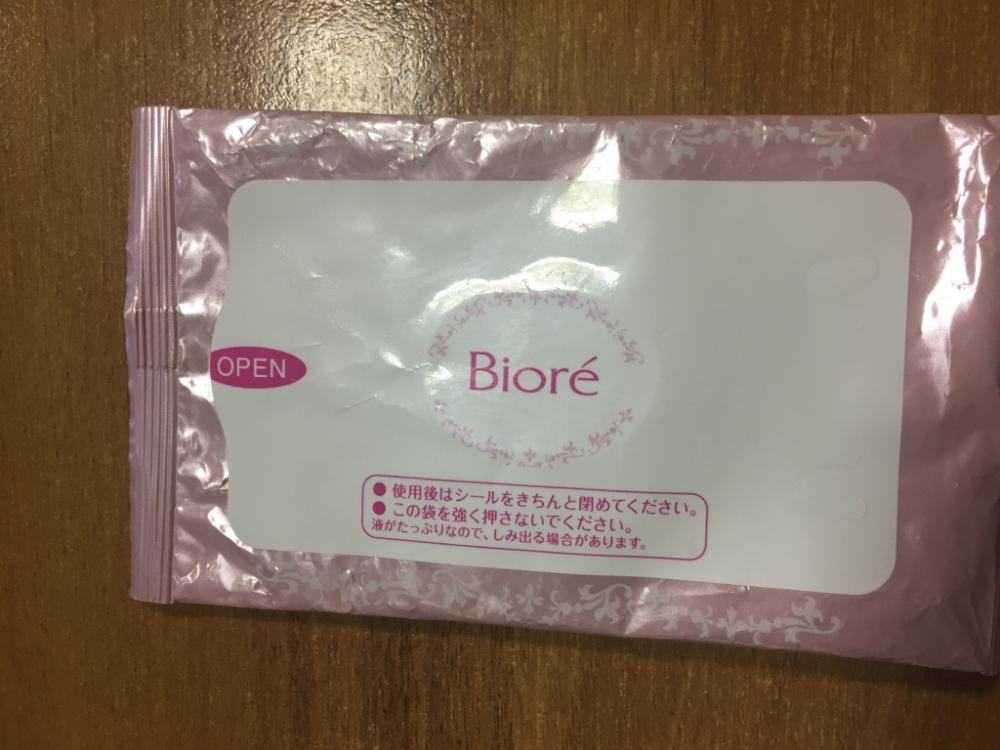 OPEN
Bioré
● 使用後はシールをきちんと閉めてください。
● この袋を強く押さないでください。
液がたっぷりなので、しみ出る場合があります。